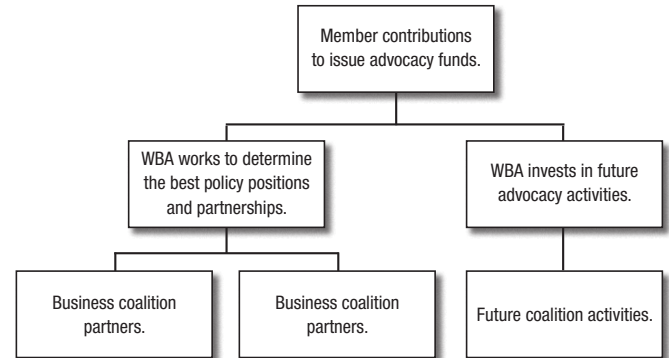 Member contributions
to issue advocacy funds.
WBA works to determine
the best policy positions
and partnerships.
WBA invests in future
advocacy activities.
Business coalition
partners.
Business coalition
partners.
Future coalition activities.